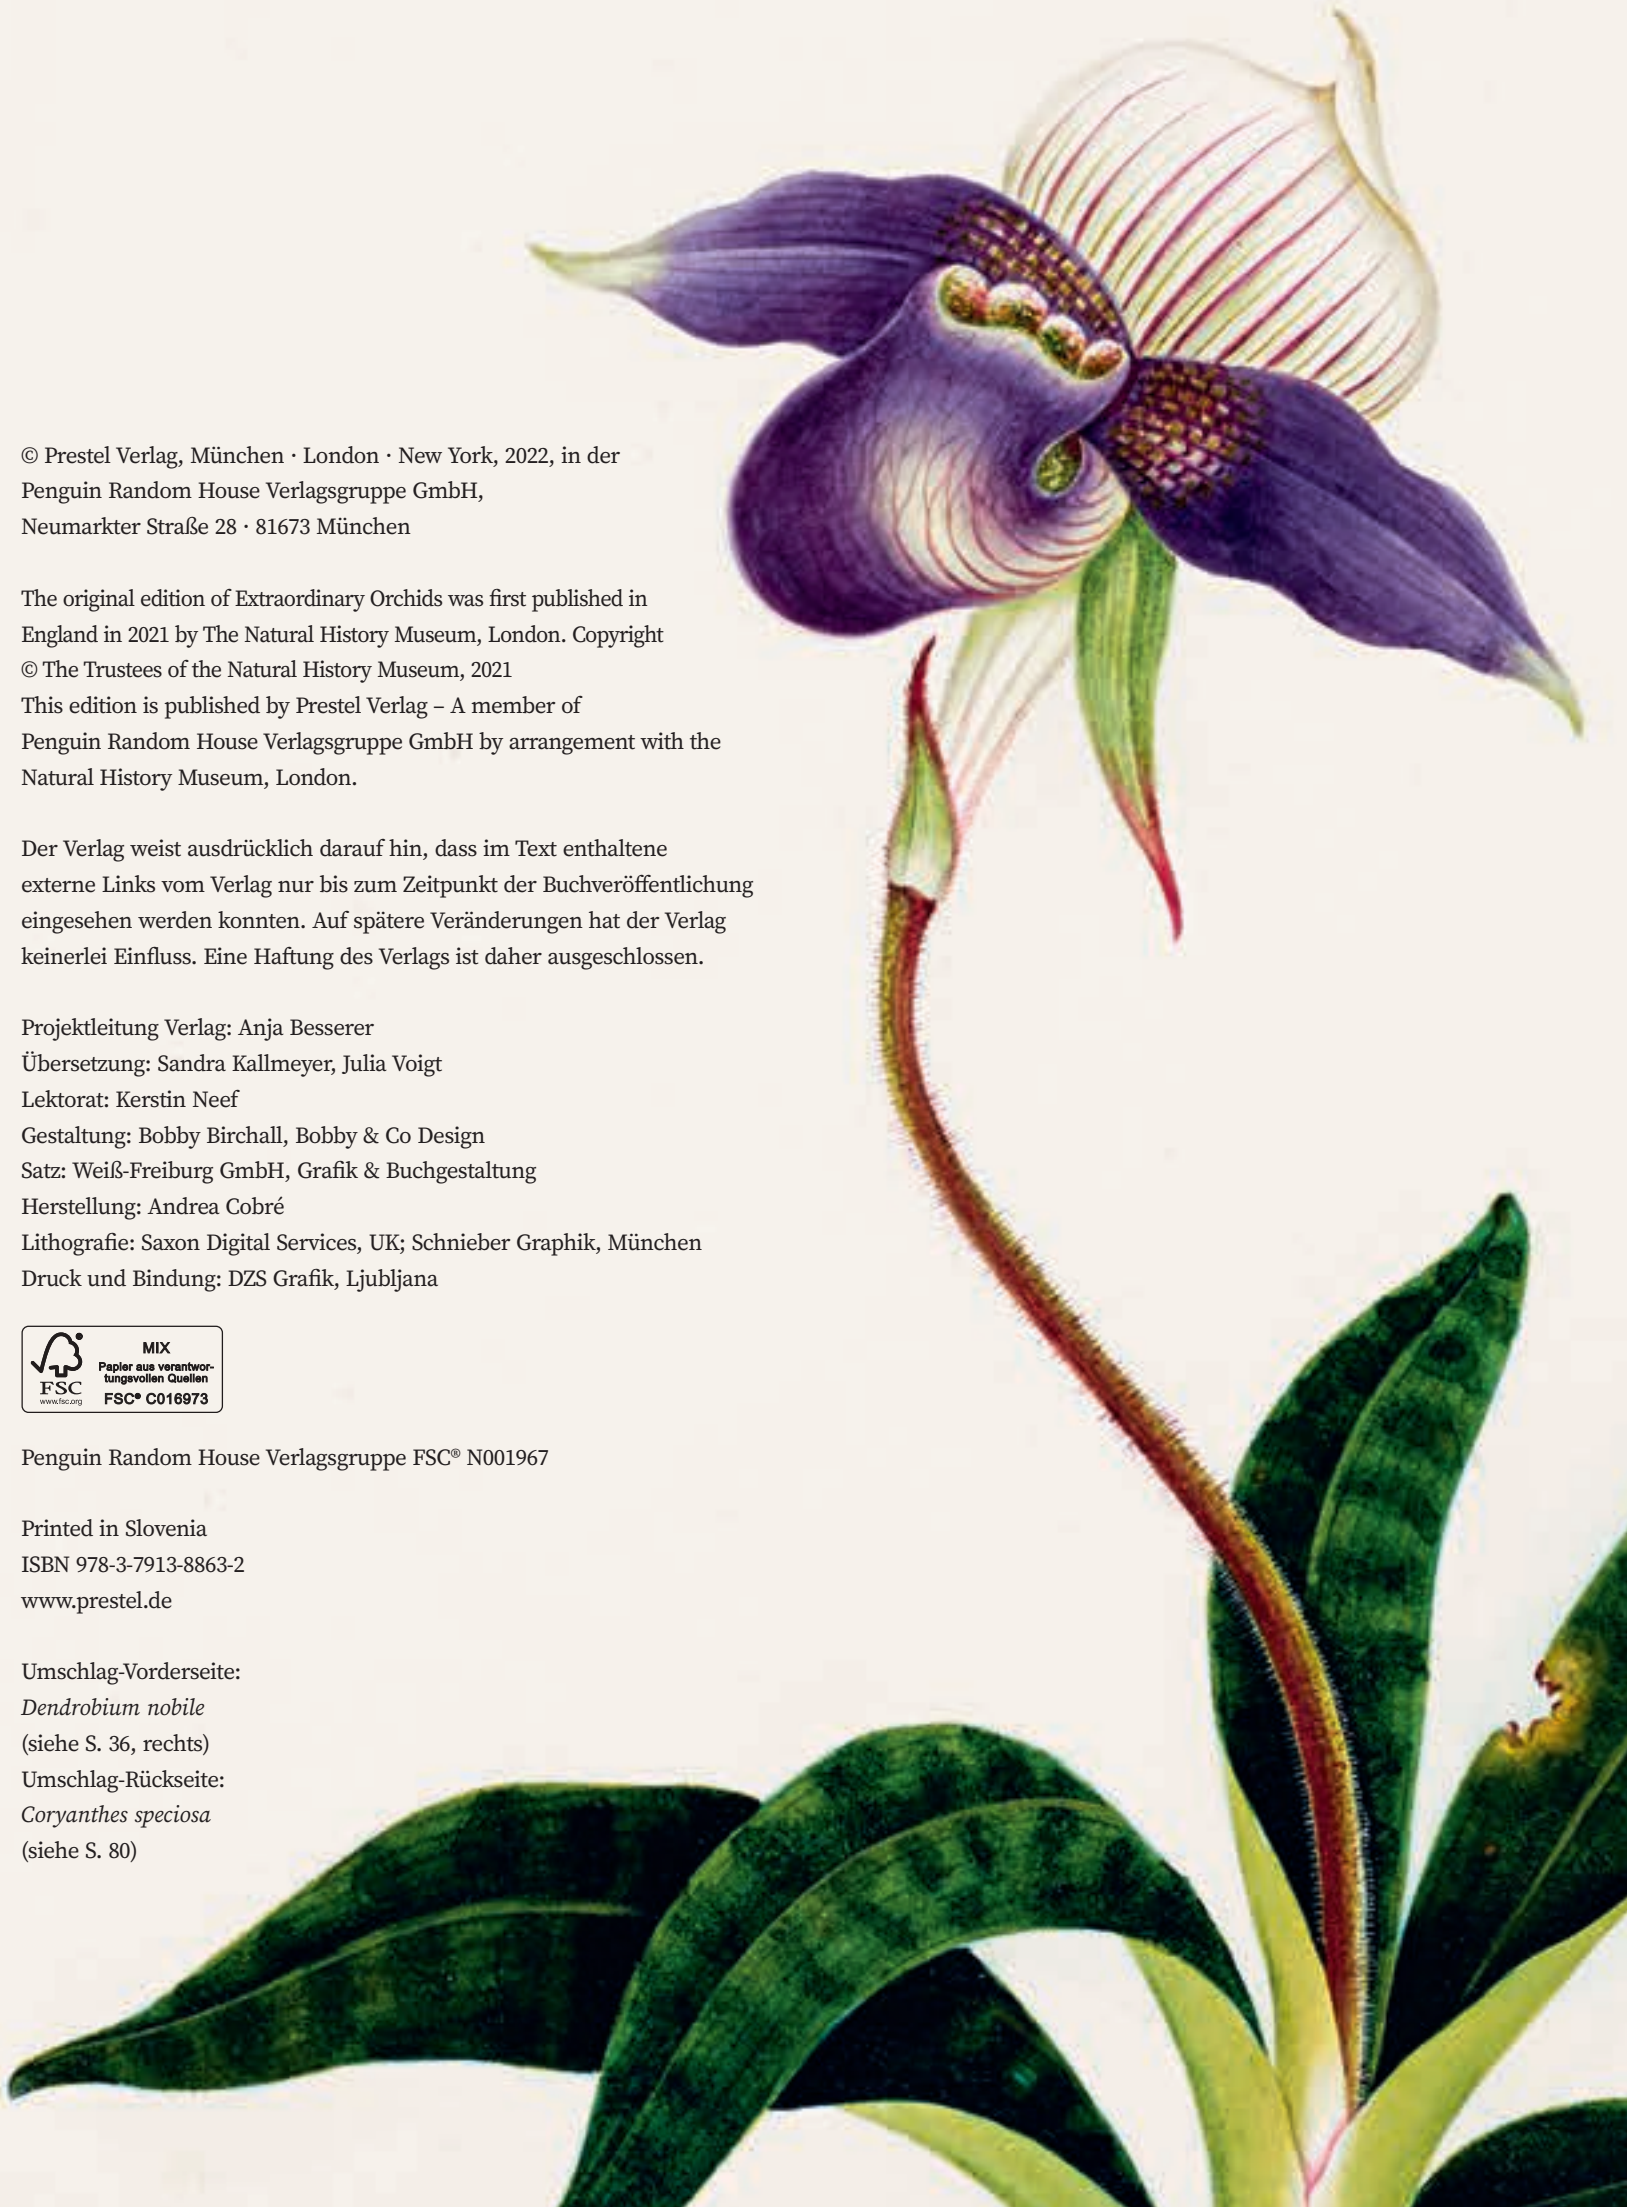 © Prestel Verlag, München · London · New York, 2022, in der
Penguin Random House Verlagsgruppe GmbH,
Neumarkter Straße 28 · 81673 München
The original edition of Extraordinary Orchids was first published in
England in 2021 by The Natural History Museum, London. Copyright
© The Trustees of the Natural History Museum, 2021
This edition is published by Prestel Verlag – A member of
Penguin Random House Verlagsgruppe GmbH by arrangement with the
Natural History Museum, London.
Der Verlag weist ausdrücklich darauf hin, dass im Text enthaltene
externe Links vom Verlag nur bis zum Zeitpunkt der Buchveröffentlichung
eingesehen werden konnten. Auf spätere Veränderungen hat der Verlag
keinerlei Einfluss. Eine Haftung des Verlags ist daher ausgeschlossen.
Projektleitung Verlag: Anja Besserer
Übersetzung: Sandra Kallmeyer, Julia Voigt
Lektorat: Kerstin Neef
Gestaltung: Bobby Birchall, Bobby & Co Design
Satz: Weiß-Freiburg GmbH, Grafik & Buchgestaltung
Herstellung: Andrea Cobré
Lithografie: Saxon Digital Services, UK; Schnieber Graphik, München
Druck und Bindung: DZS Grafik, Ljubljana
FSC
www.fsc.org
MIX
Papier aus verantwor-
tungsvollen Quellen
FSC® C016973
Penguin Random House Verlagsgruppe FSC® N001967
Printed in Slovenia
ISBN 978-3-7913-8863-2
www.prestel.de
Umschlag-Vorderseite:
Dendrobium nobile
(siehe S. 36, rechts)
Umschlag-Rückseite:
Coryanthes speciosa
(siehe S. 80)